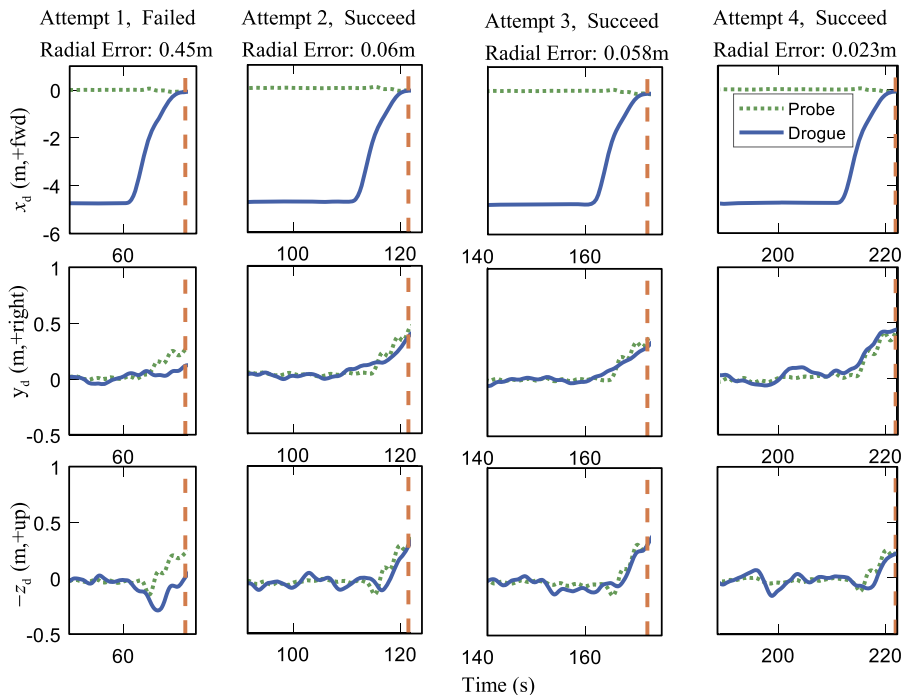 Attempt 1, Failed
Radial Error: 0.45m
Attempt 2, Succeed
Radial Error: 0.06m
Attempt 3, Succeed
Radial Error: 0.058m
Attempt 4, Succeed
Radial Error: 0.023m
x_d (m,+fwd)
0
-2
-4
-6
Probe
Drogue
60
100 120
140 160
200 220
y_d (m,+right)
1
0.5
0
-0.5
60
100 120
140 160
200 220
−z_d (m,+up)
1
0.5
0
-0.5
60
100 120
140 160
200 220
Time (s)